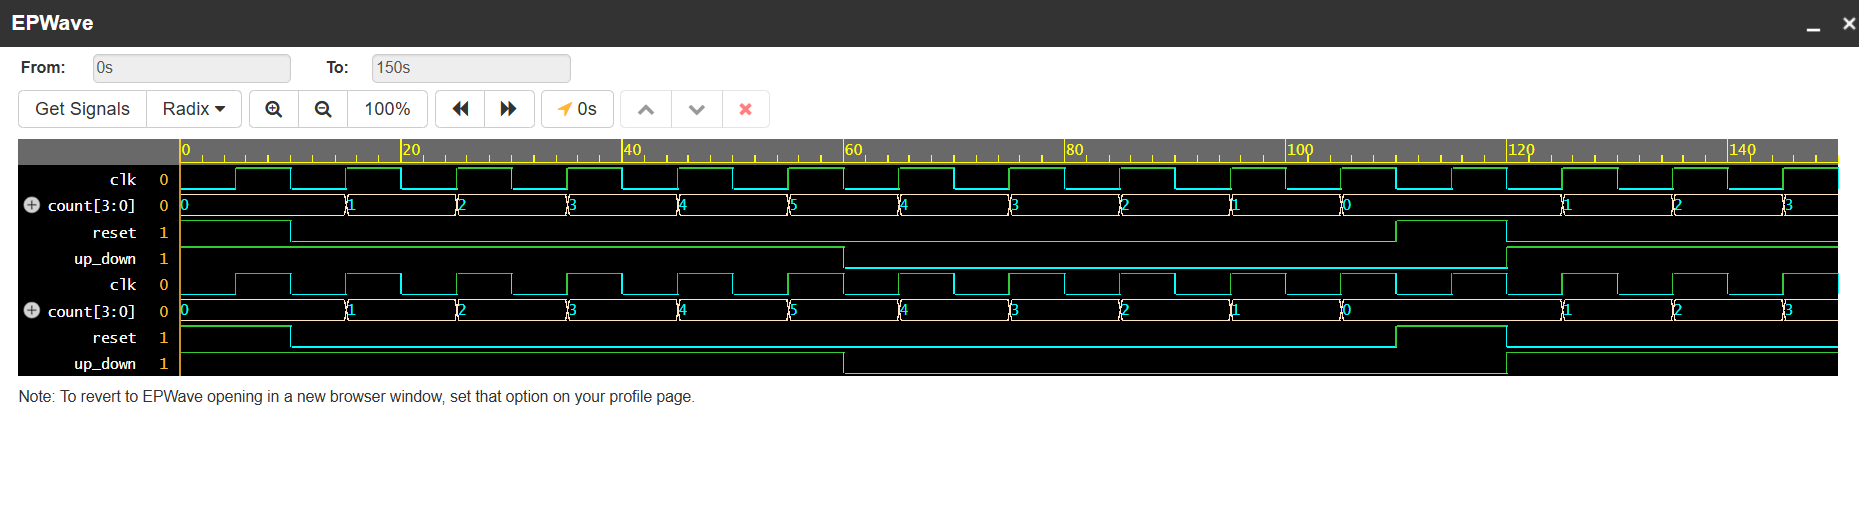 EPWave
From: 0s To: 150s
Get Signals Radix 100% 0s
0 20 40 60 80 100 120 140
clk 0
count[3:0] 0 0 1 2 3 4 5 4 3 2 1 0 1 2 3
reset 1
up_down 1
clk 0
count[3:0] 0 0 1 2 3 4 5 4 3 2 1 0 1 2 3
reset 1
up_down 1
Note: To revert to EPWave opening in a new browser window, set that option on your profile page.